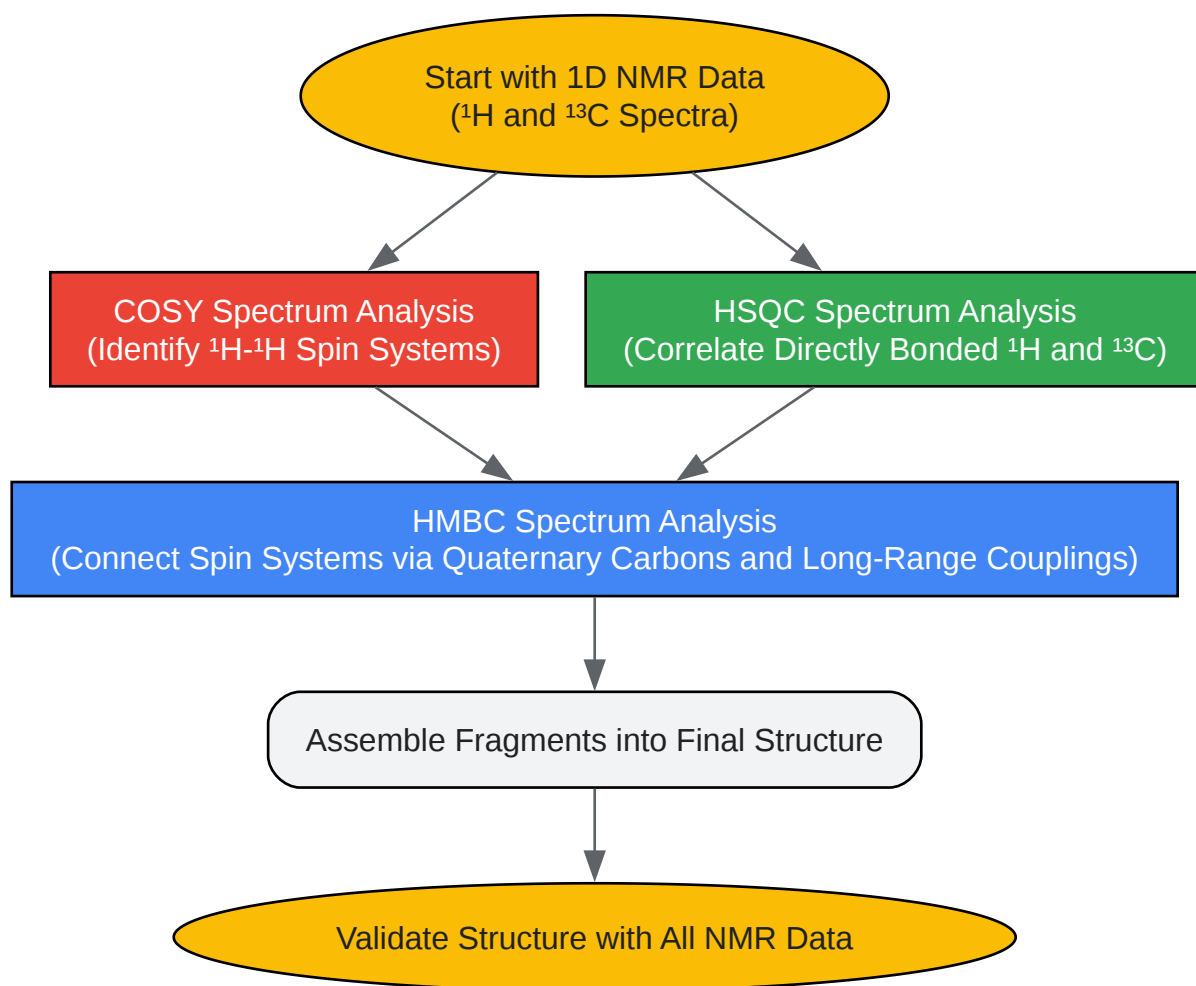 Start with 1D NMR Data
(¹H and ¹³C Spectra)
COSY Spectrum Analysis
(Identify ¹H-¹H Spin Systems)
HSQC Spectrum Analysis
(Correlate Directly Bonded ¹H and ¹³C)
HMBC Spectrum Analysis
(Connect Spin Systems via Quaternary Carbons and Long-Range Couplings)
Assemble Fragments into Final Structure
Validate Structure with All NMR Data